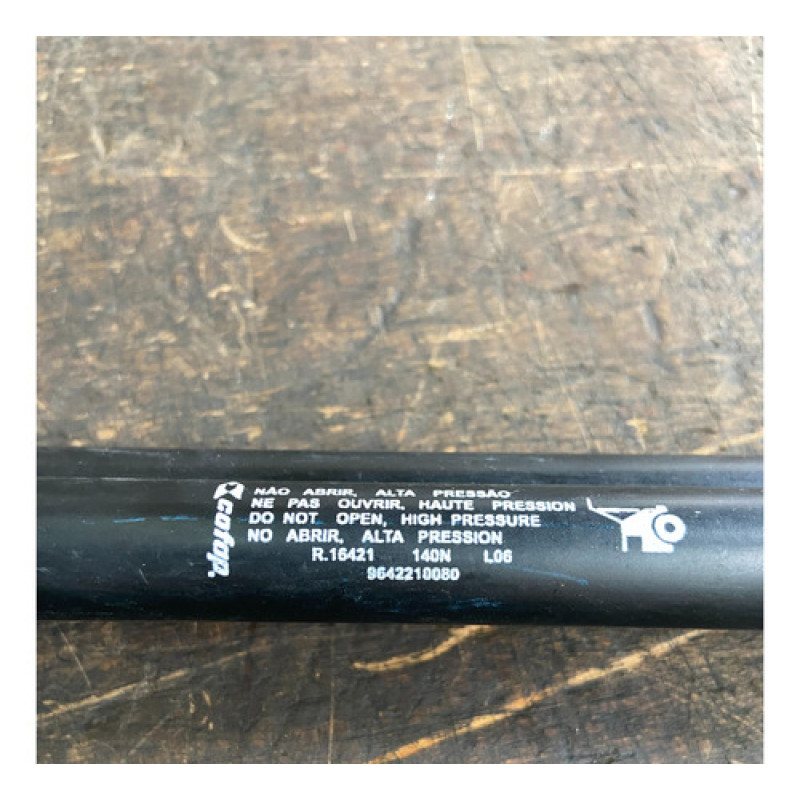 cofap.
NÃO ABRIR, ALTA PRESSÃO
NE PAS OUVRIR, HAUTE PRESSION
DO NOT OPEN, HIGH PRESSURE
NO ABRIR, ALTA PRESSION
R.16421 140N L06
9642210080